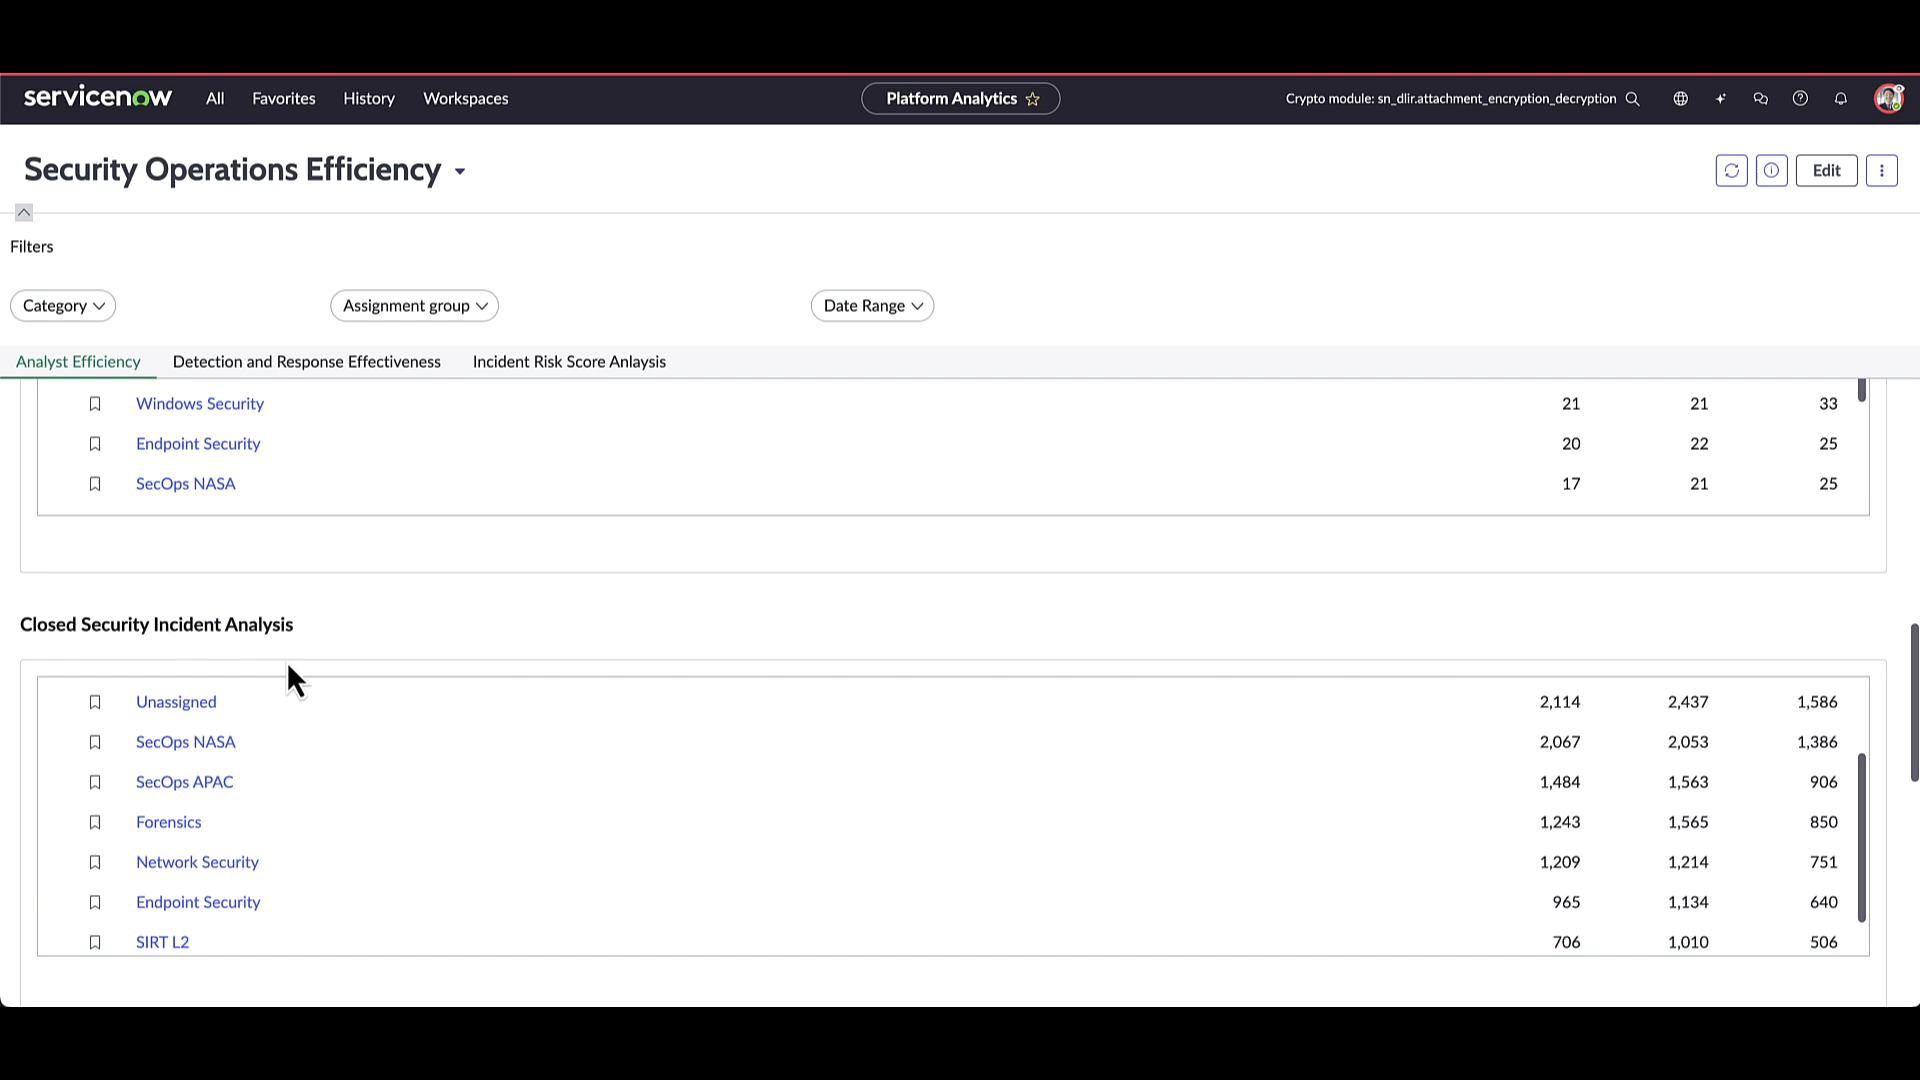 servicenow All Favorites History Workspaces Platform Analytics Crypto module: sn_dlir.attachment_encryption_decryption
Security Operations Efficiency Edit
Filters
Category Assignment group Date Range
Analyst Efficiency Detection and Response Effectiveness Incident Risk Score Anlaysis
Windows Security 21 21 33
Endpoint Security 20 22 25
SecOps NASA 17 21 25
Closed Security Incident Analysis
Unassigned 2,114 2,437 1,586
SecOps NASA 2,067 2,053 1,386
SecOps APAC 1,484 1,563 906
Forensics 1,243 1,565 850
Network Security 1,209 1,214 751
Endpoint Security 965 1,134 640
SIRT L2 706 1,010 506